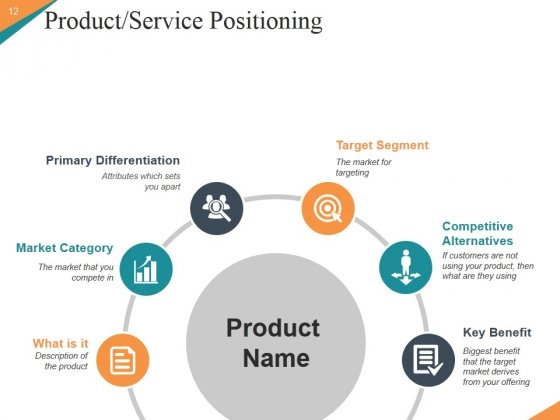 12
Product/Service Positioning
Target Segment
The market for
targeting
Primary Differentiation
Attributes which sets
you apart
Competitive
Alternatives
If customers are not
using your product, then
what are they using
Market Category
The market that you
compete in
Product
Name
What is it
Description of
the product
Key Benefit
Biggest benefit
that the target
market derives
from your offering